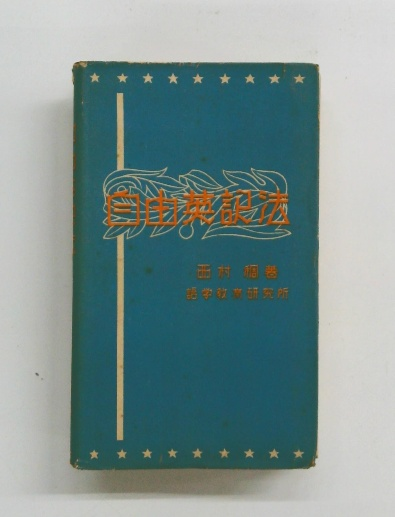 自由英訳法
西村 稠著
語学教育研究所